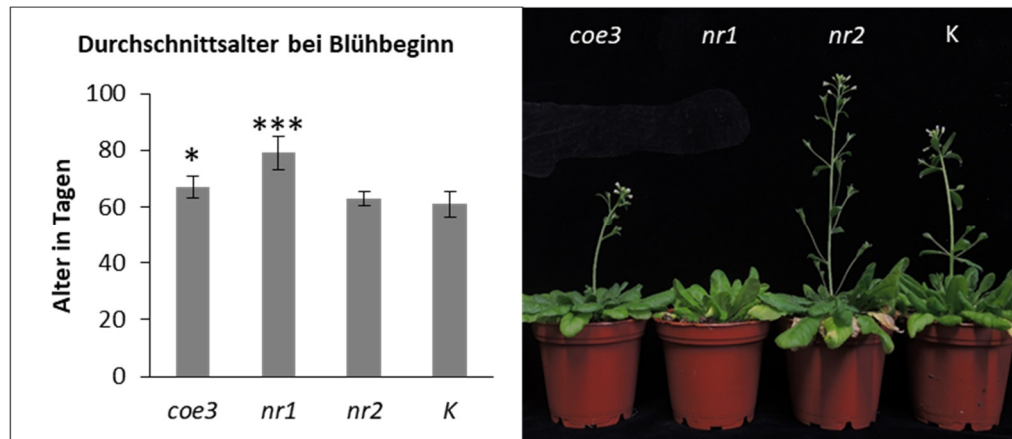 Durchschnittsalter bei Blühbeginn
Alter in Tagen
100
80
60
40
20
0
*
***
coe3 nr1 nr2 K
coe3 nr1 nr2 K